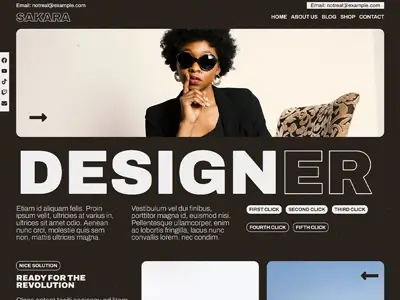 Email: notreal@example.com
Email: notreal@example.com
SAKARA
HOME ABOUT US BLOG SHOP CONTACT
DESIGNER
Etiam id aliquam felis. Proin
ipsum velit, ultricies at varius in,
ultrices sit amet odio. Aenean
nunc orci, molestie quis sem
non, mattis ultrices magna.
Vestibulum vel dui finibus,
porttitor magna id, euismod nisi.
Pellentesque ullamcorper, enim
ac lobortis fringilla, lacus nunc
convallis lorem, nec condim.
FIRST CLICK SECOND CLICK THIRD CLICK
FOURTH CLICK FIFTH CLICK
NICE SOLUTION
READY FOR THE
REVOLUTION